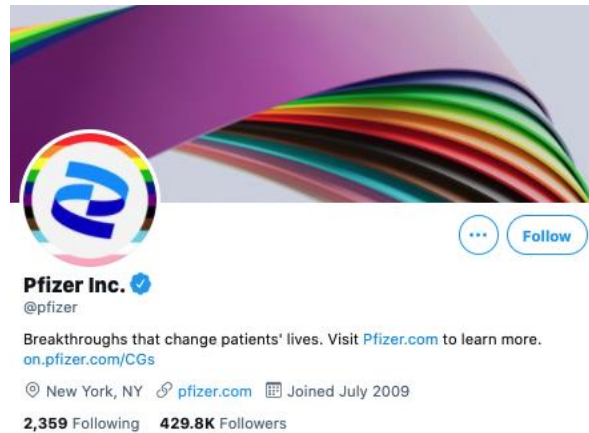 Follow
Pfizer Inc.
@pfizer
Breakthroughs that change patients' lives. Visit Pfizer.com to learn more.
on.pfizer.com/CGs
New York, NY pfizer.com Joined July 2009
2,359 Following 429.8K Followers